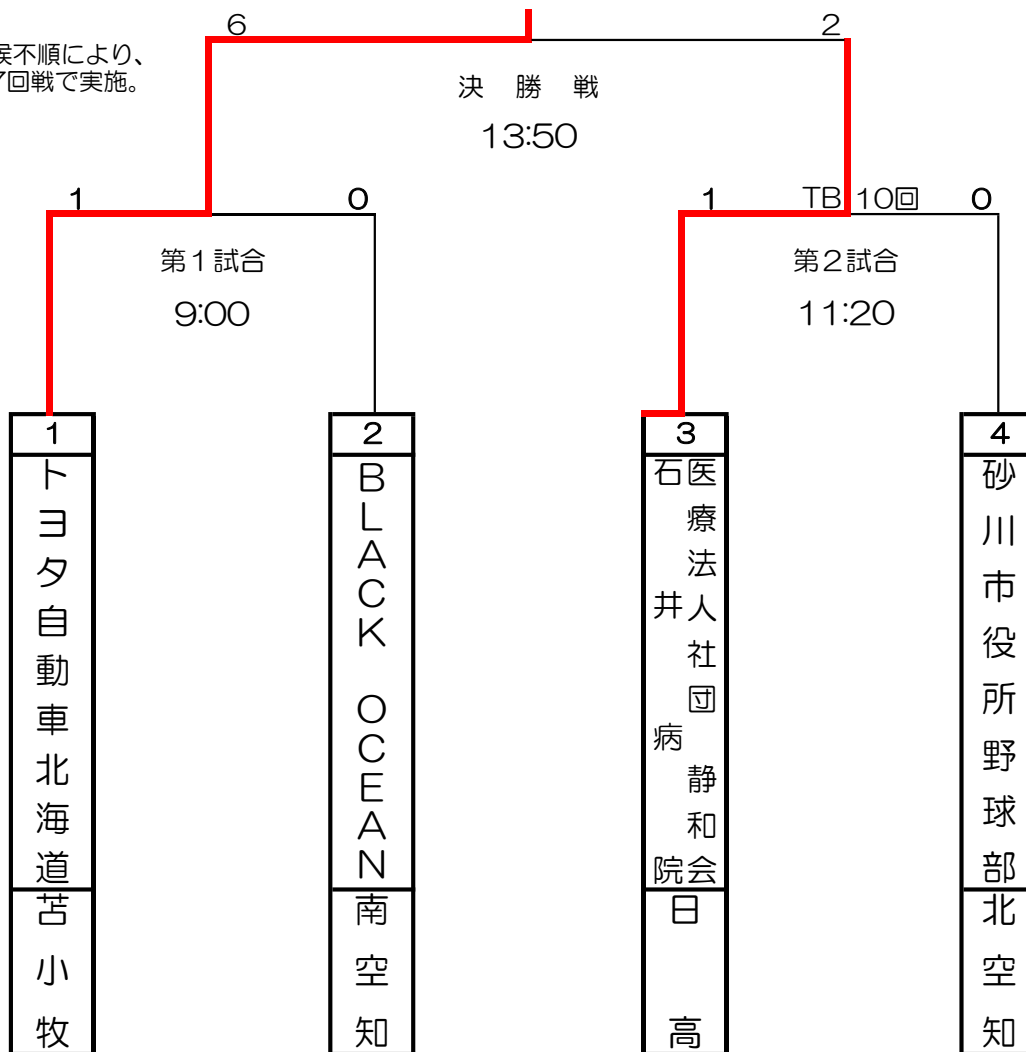 6
2
候不順により、
7回戦で実施。
決勝戦
13:50
1
0
1
TB 10回
0
第1試合
9:00
第2試合
11:20
1
2
3
4
トヨタ自動車北海道
BLACK OCEAN
医療法人社団静和会
石井病院
砂川市役所野球部
苫小牧
南空知
日高
北空知